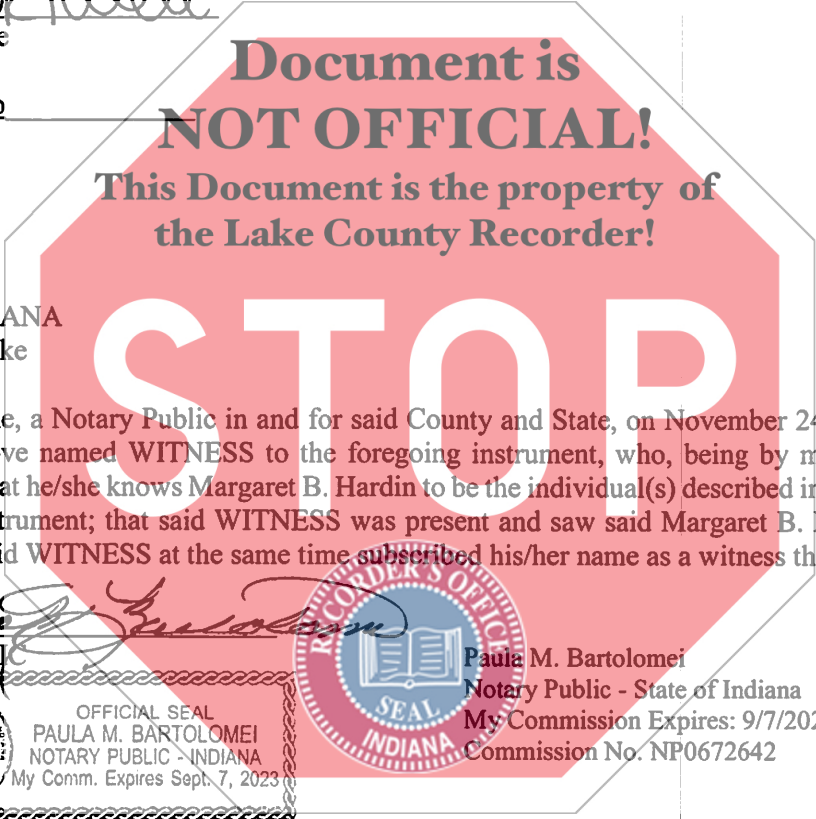 Document is
NOT OFFICIAL!
This Document is the property of
the Lake County Recorder!
STOP
ANA
ke
e, a Notary Public in and for said County and State, on November 24
ve named WITNESS to the foregoing instrument, who, being by m
at he/she knows Margaret B. Hardin to be the individual(s) described in
trument; that said WITNESS was present and saw said Margaret B.
id WITNESS at the same time subscribed his/her name as a witness th
RECORDER'S OFFICE
SEAL
INDIANA
Paula M. Bartolomei
Notary Public - State of Indiana
My Commission Expires: 9/7/202
Commission No. NP0672642
OFFICIAL SEAL
PAULA M. BARTOLOMEI
NOTARY PUBLIC - INDIANA
My Comm. Expires Sept. 7, 2023